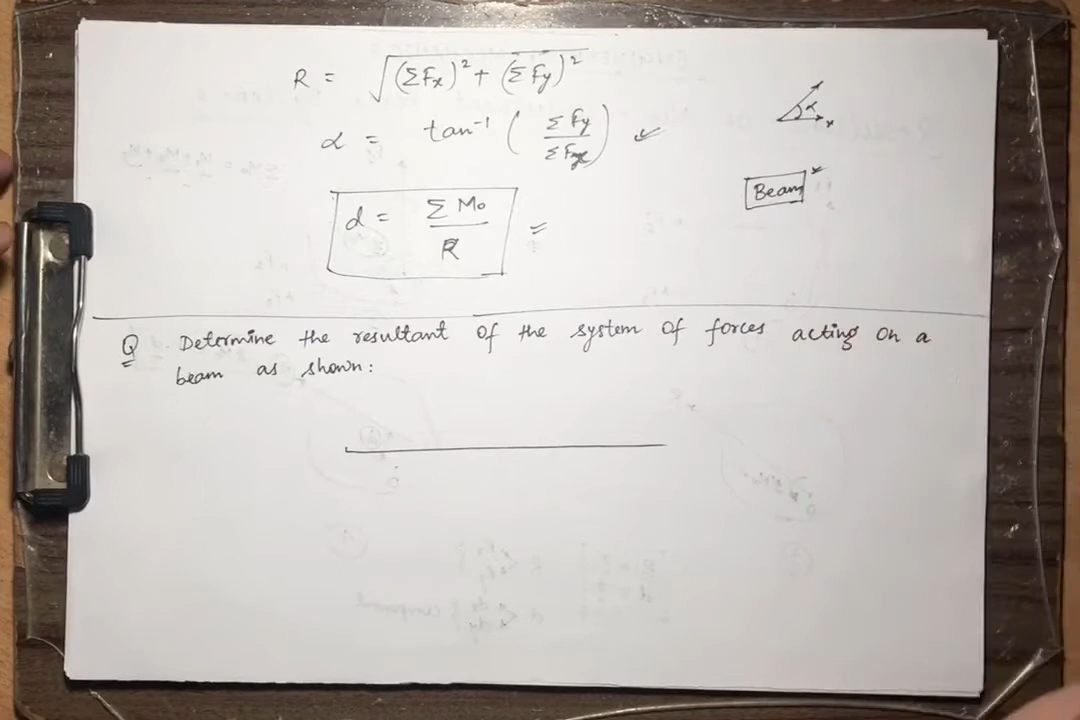 R = √(ΣFx)² + (ΣFy)²
α = tan⁻¹ (ΣFy / ΣFx)
α x
Beam
d = ΣMo / R =
Q. Determine the resultant of the system of forces acting on a
beam as shown: